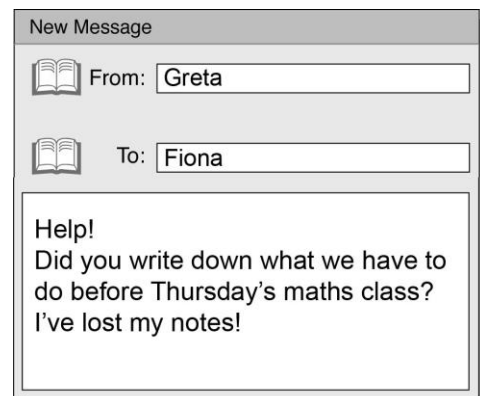 New Message
From: Greta
To: Fiona
Help!
Did you write down what we have to
do before Thursday's maths class?
I've lost my notes!